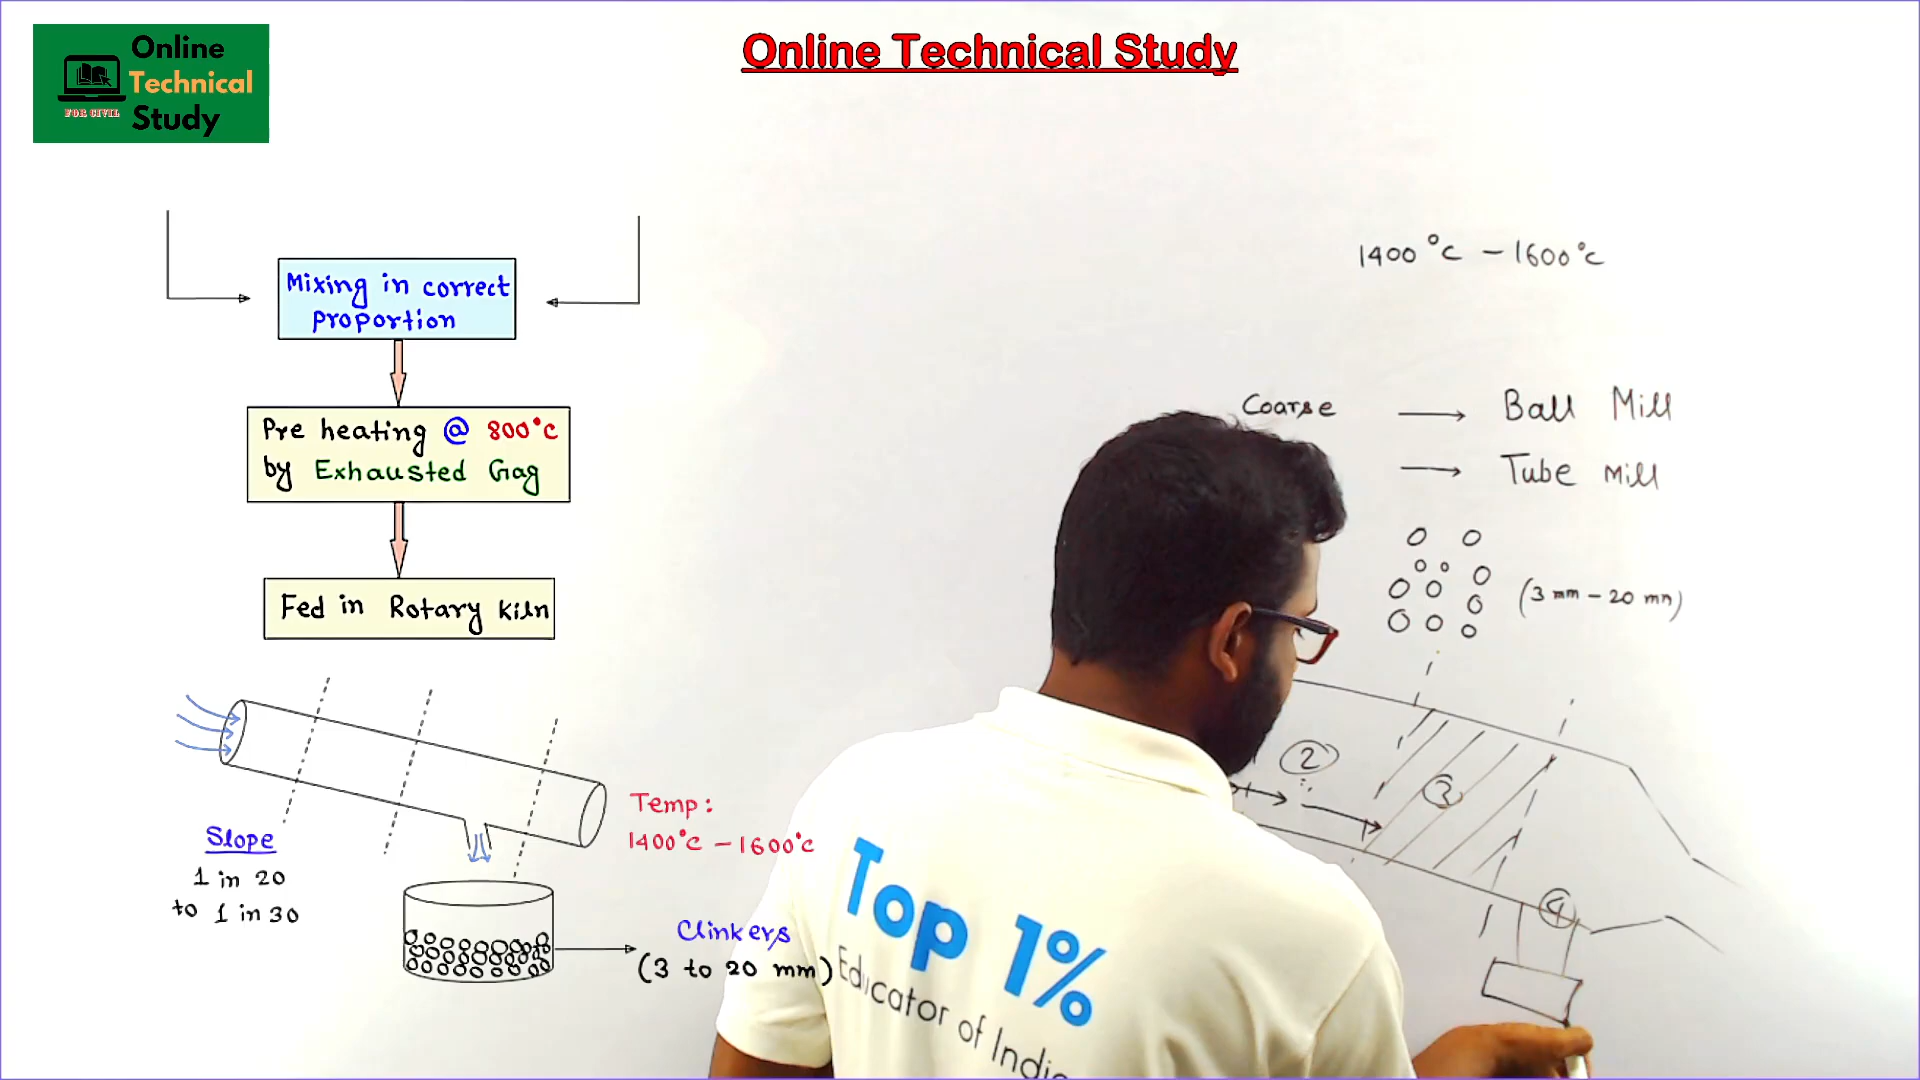 Online
Technical
Study
FOR CIVIL
Online Technical Study
Mixing in correct
proportion
Pre heating @ 800°c
by Exhausted Gag
Fed in Rotary kiln
Slope
1 in 20
to 1 in 30
Temp:
1400°c - 1600°c
Clinkers
(3 to 20 mm)
1400°c - 1600°c
Coarse → Ball Mill
→ Tube Mill
(3 mm - 20 mm)
2
3
4
Top 1%
Educator of India